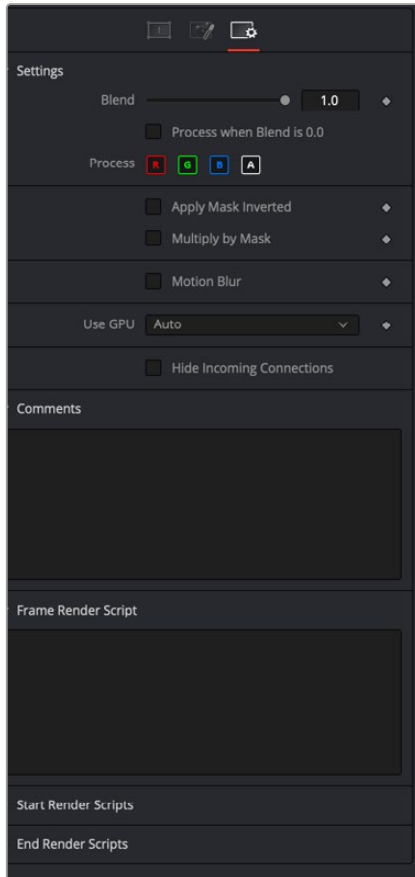 Settings
Blend 1.0
Process when Blend is 0.0
Process R G B A
Apply Mask Inverted
Multiply by Mask
Motion Blur
Use GPU Auto
Hide Incoming Connections
Comments
Frame Render Script
Start Render Scripts
End Render Scripts